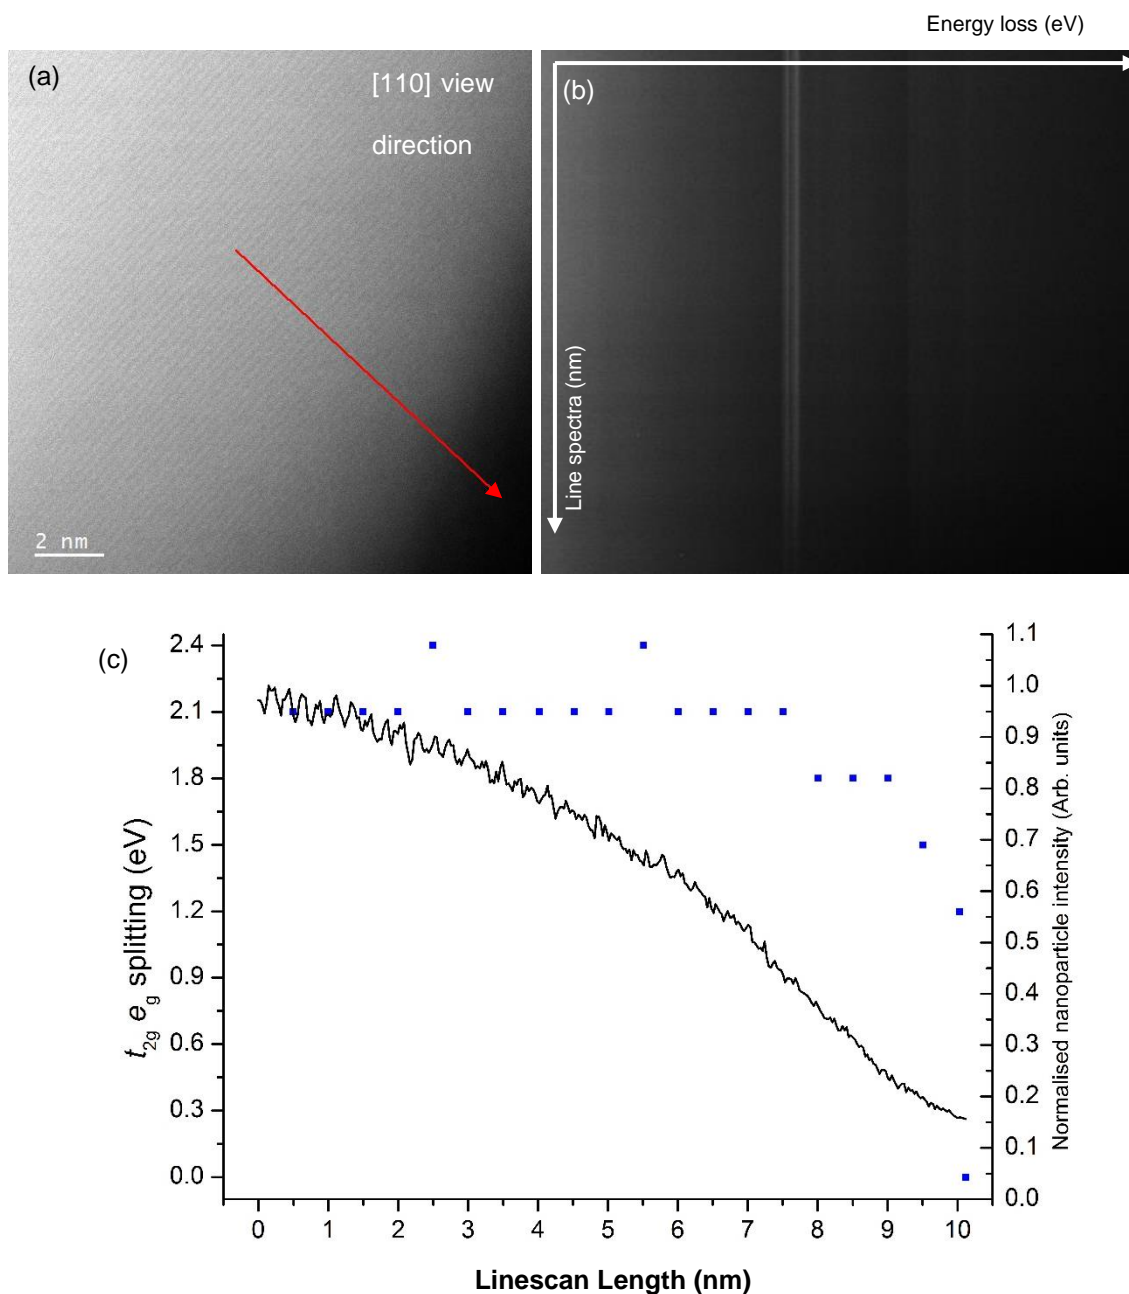 Energy loss (eV)
(a)
[110] view
direction
2 nm
(b)
Line spectra (nm)
(c)
t2g eg splitting (eV)
2.4
2.1
1.8
1.5
1.2
0.9
0.6
0.3
0.0
1.1
1.0
0.9
0.8
0.7
0.6
0.5
0.4
0.3
0.2
0.1
0.0
Normalised nanoparticle intensity (Arb. units)
0 1 2 3 4 5 6 7 8 9 10
Linescan Length (nm)